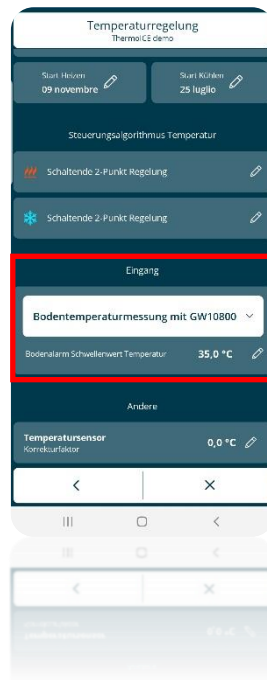 Temperaturregelung
ThermoICE demo
Start Heizen
09 novembre
Start Kühlen
25 luglio
Steuerungsalgorithmus Temperatur
Schaltende 2-Punkt Regelung
Schaltende 2-Punkt Regelung
Eingang
Bodentemperaturmessung mit GW10800
Bodenalarm Schwellenwert Temperatur 35,0 °C
Andere
Temperatursensor
Korrekturfaktor
0,0 °C